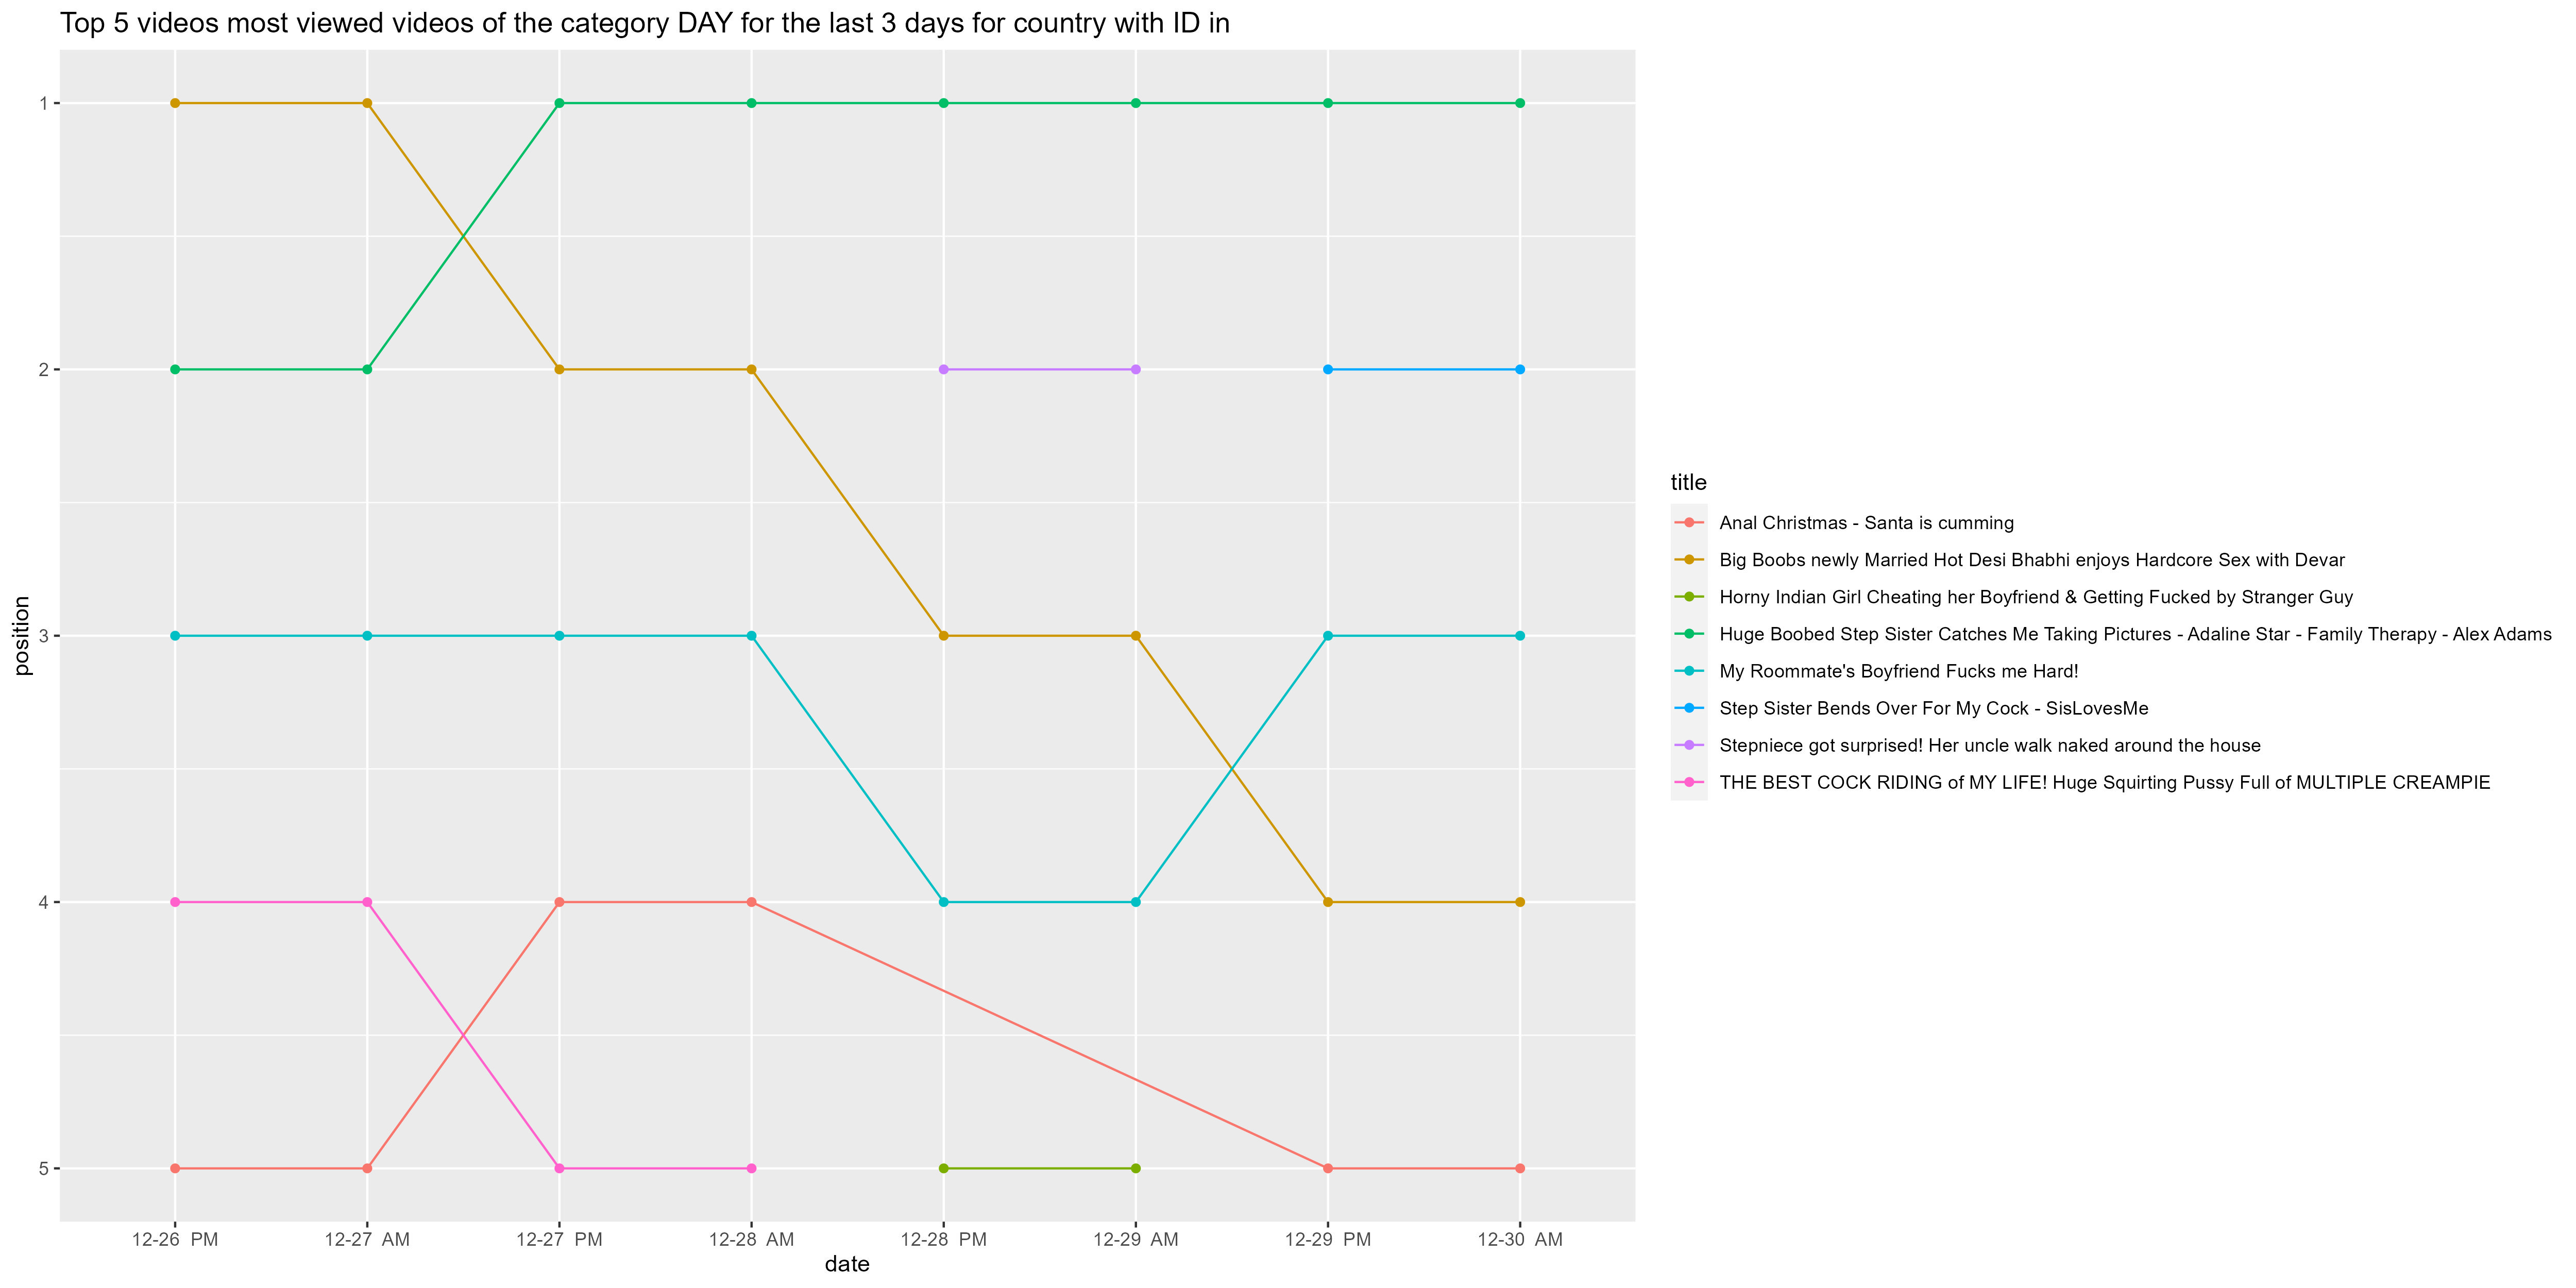 Top 5 videos most viewed videos of the category DAY for the last 3 days for country with ID in
1
2
3
4
5
position
12-26 PM
12-27 AM
12-27 PM
12-28 AM
12-28 PM
12-29 AM
12-29 PM
12-30 AM
date
title
Anal Christmas - Santa is cumming
Big Boobs newly Married Hot Desi Bhabhi enjoys Hardcore Sex with Devar
Horny Indian Girl Cheating her Boyfriend & Getting Fucked by Stranger Guy
Huge Boobed Step Sister Catches Me Taking Pictures - Adaline Star - Family Therapy - Alex Adams
My Roommate's Boyfriend Fucks me Hard!
Step Sister Bends Over For My Cock - SisLovesMe
Stepniece got surprised! Her uncle walk naked around the house
THE BEST COCK RIDING of MY LIFE! Huge Squirting Pussy Full of MULTIPLE CREAMPIE